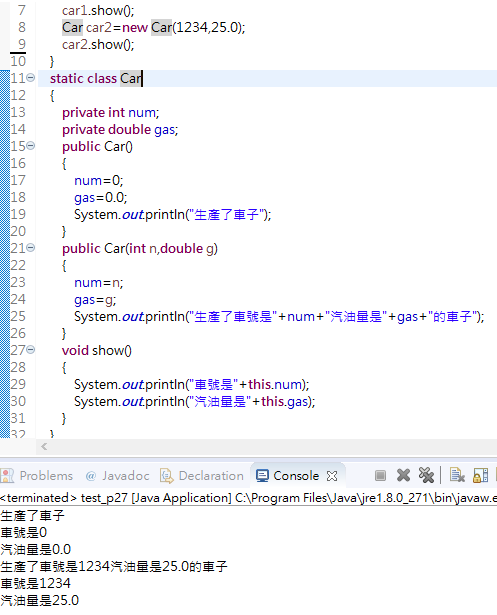 7 car1.show();
8 Car car2=new Car(1234,25.0);
9 car2.show();
10 }
11 static class Car
12 {
13 private int num;
14 private double gas;
15 public Car()
16 {
17 num=0;
18 gas=0.0;
19 System.out.println("生產了車子");
20 }
21 public Car(int n,double g)
22 {
23 num=n;
24 gas=g;
25 System.out.println("生產了車號是"+num+"汽油量是"+gas+"的車子");
26 }
27 void show()
28 {
29 System.out.println("車號是"+this.num);
30 System.out.println("汽油量是"+this.gas);
31 }
32 }
Problems @ Javadoc Declaration Console
<terminated> test_p27 [Java Application] C:\Program Files\Java\jre1.8.0_271\bin\javaw.e
生產了車子
車號是0
汽油量是0.0
生產了車號是1234汽油量是25.0的車子
車號是1234
汽油量是25.0